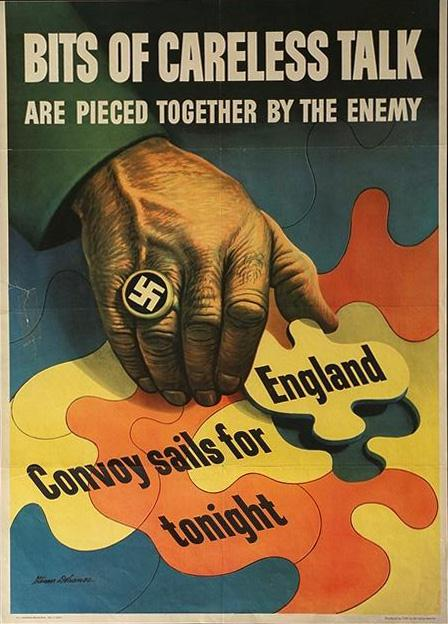 BITS OF CARELESS TALK
ARE PIECED TOGETHER BY THE ENEMY
England
Convoy sails for
tonight